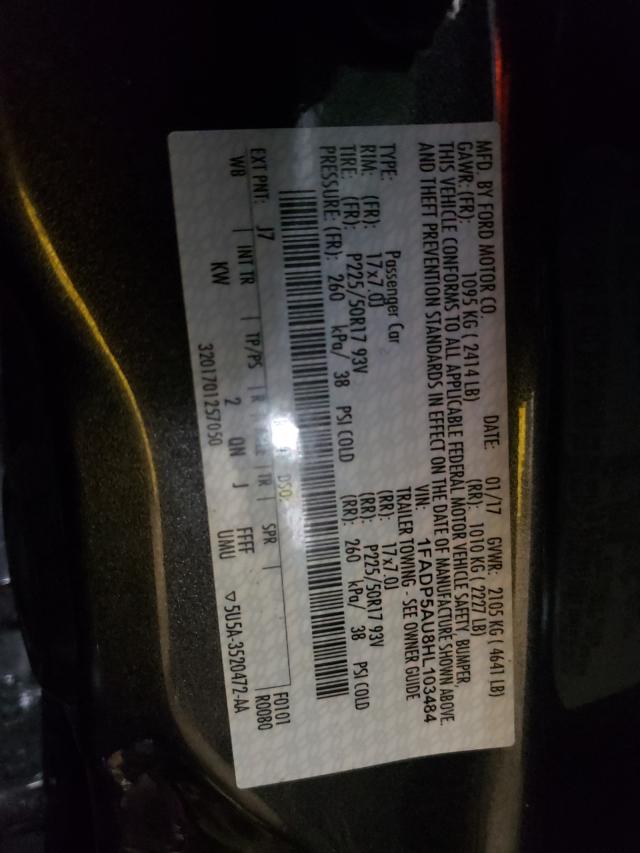 MFD. BY FORD MOTOR CO.
DATE: 01/17 GVWR: 2105 KG ( 4641 LB)
GAWR: (FR): 1095 KG ( 2414 LB) (RR): 1010 KG ( 2227 LB)
THIS VEHICLE CONFORMS TO ALL APPLICABLE FEDERAL MOTOR VEHICLE SAFETY, BUMPER,
AND THEFT PREVENTION STANDARDS IN EFFECT ON THE DATE OF MANUFACTURE SHOWN ABOVE.
VIN: 1FADP5AU8HL103484
TYPE: Passenger Car TRAILER TOWING - SEE OWNER GUIDE
RIM: (FR): 17x7.0J (RR): 17x7.0J
TIRE: (FR): P225/50R17 93V (RR): P225/50R17 93V
PRESSURE: (FR): 260 kPa/ 38 PSI COLD (RR): 260 kPa/ 38 PSI COLD
DSO: F0101
EXT PNT: J7 R0080
INT TR TP/PS R TR SPR
W8 KW 2 QN J FFFF
UMU
3201701257050 ▽5U5A-3520472-AA